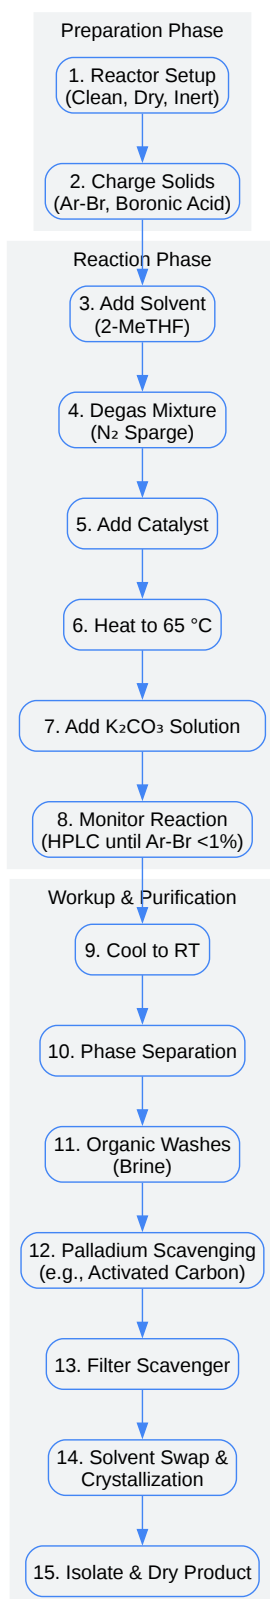 Preparation Phase
1. Reactor Setup
(Clean, Dry, Inert)
2. Charge Solids
(Ar-Br, Boronic Acid)
Reaction Phase
3. Add Solvent
(2-MeTHF)
4. Degas Mixture
(N₂ Sparge)
5. Add Catalyst
6. Heat to 65 °C
7. Add K₂CO₃ Solution
8. Monitor Reaction
(HPLC until Ar-Br <1%)
Workup & Purification
9. Cool to RT
10. Phase Separation
11. Organic Washes
(Brine)
12. Palladium Scavenging
(e.g., Activated Carbon)
13. Filter Scavenger
14. Solvent Swap &
Crystallization
15. Isolate & Dry Product